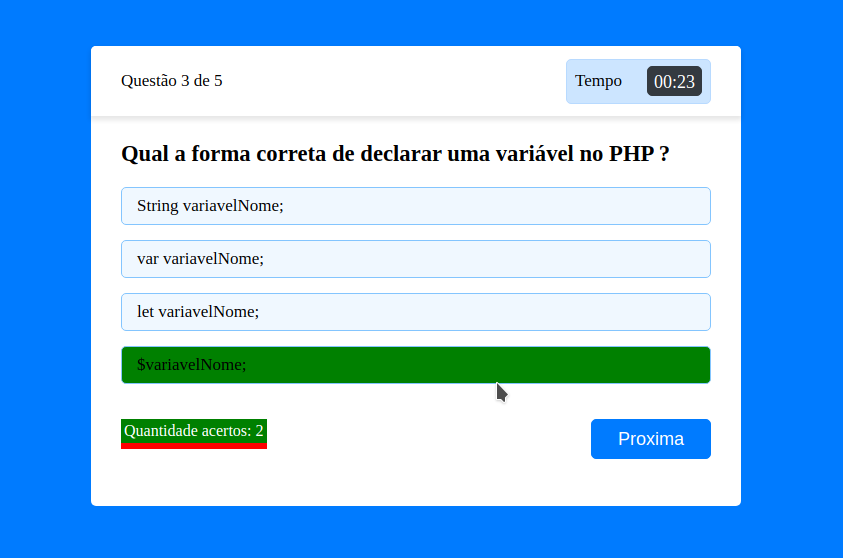 Questão 3 de 5
Tempo 00:23
Qual a forma correta de declarar uma variável no PHP ?
String variavelNome;
var variavelNome;
let variavelNome;
$variavelNome;
Quantidade acertos: 2
Proxima